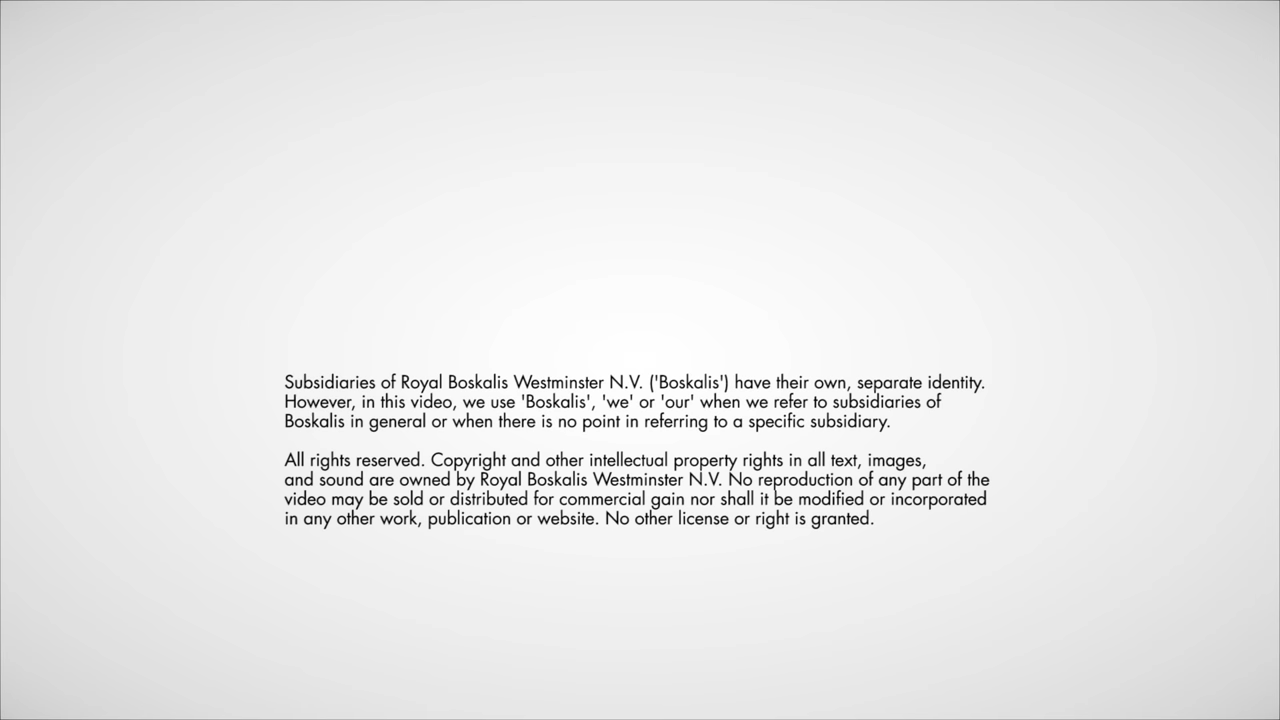 Subsidiaries of Royal Boskalis Westminster N.V. ('Boskalis') have their own, separate identity.
However, in this video, we use 'Boskalis', 'we' or 'our' when we refer to subsidiaries of
Boskalis in general or when there is no point in referring to a specific subsidiary.
All rights reserved. Copyright and other intellectual property rights in all text, images,
and sound are owned by Royal Boskalis Westminster N.V. No reproduction of any part of the
video may be sold or distributed for commercial gain nor shall it be modified or incorporated
in any other work, publication or website. No other license or right is granted.